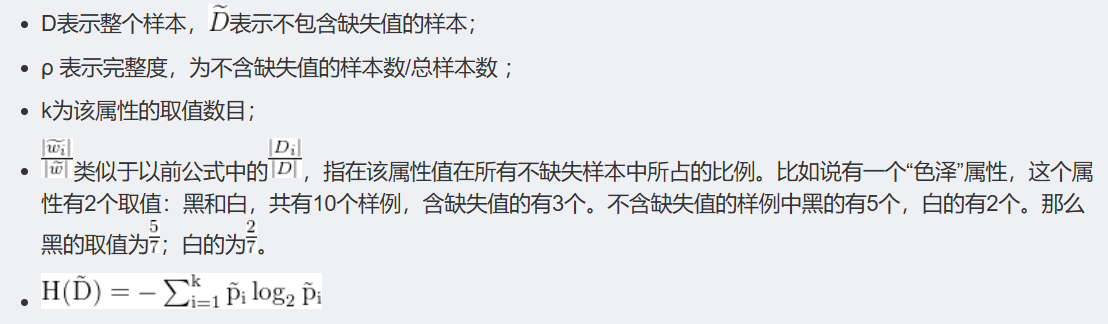 • D表示整个样本，$\widetilde{D}$表示不包含缺失值的样本；
• ρ 表示完整度，为不含缺失值的样本数/总样本数 ；
• k为该属性的取值数目；
• $\frac{|\widetilde{w_i}|}{|\widetilde{w}|}$类似于以前公式中的$\frac{|D_i|}{|D|}$，指在该属性值在所有不缺失样本中所占的比例。比如说有一个“色泽”属性，这个属
性有2个取值：黑和白，共有10个样例，含缺失值的有3个。不含缺失值的样例中黑的有5个，白的有2个。那么
黑的取值为$\frac{5}{7}$；白的为$\frac{2}{7}$。
• $H(\tilde{D}) = -\sum_{i=1}^{k} \tilde{p}_i \log_2 \tilde{p}_i$